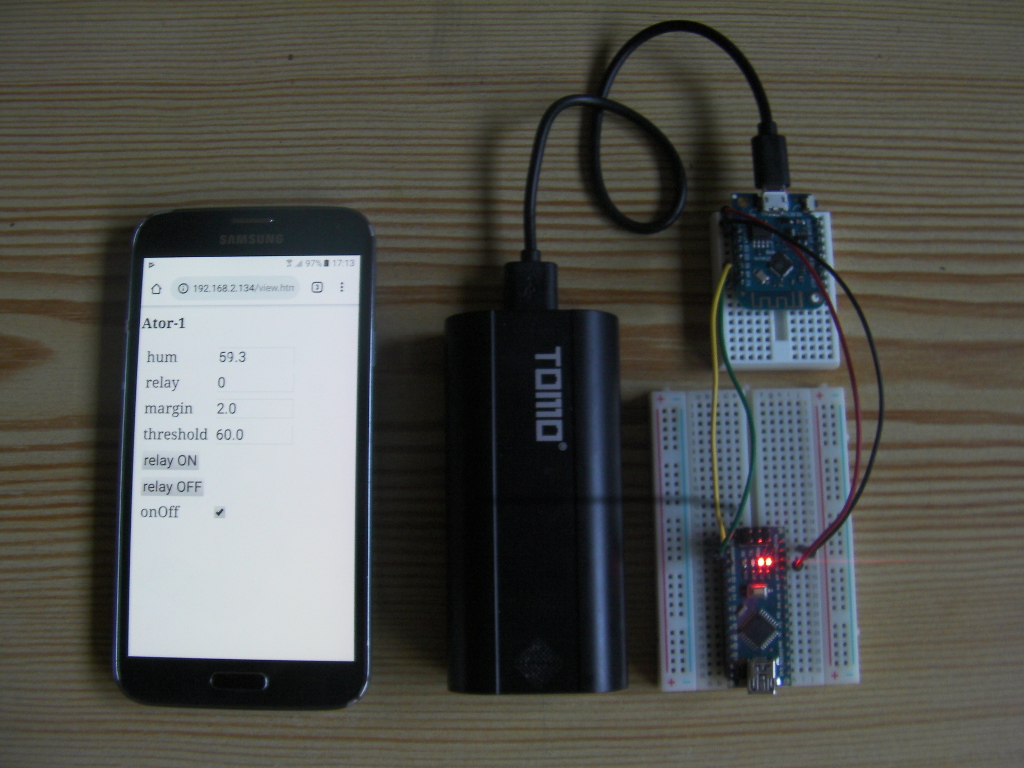 SAMSUNG
97% 17:13
192.168.2.134/view.htm
3
Ator-1
hum 59.3
relay 0
margin 2.0
threshold 60.0
relay ON
relay OFF
onOff
TOMO®